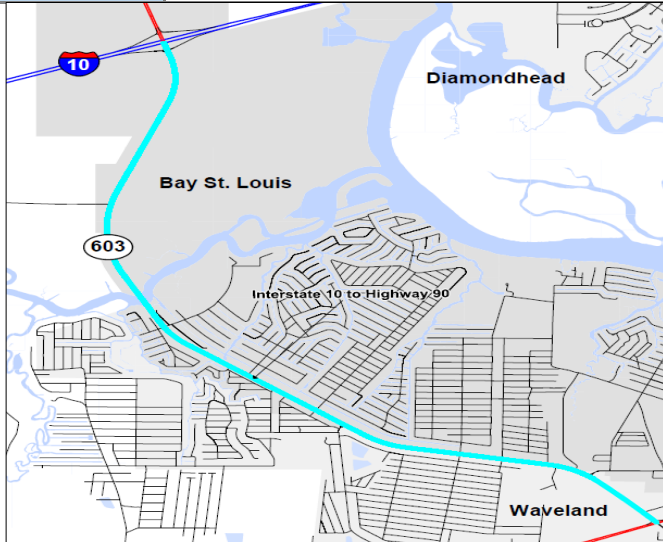 10
Diamondhead
Bay St. Louis
603
Interstate 10 to Highway 90
Waveland